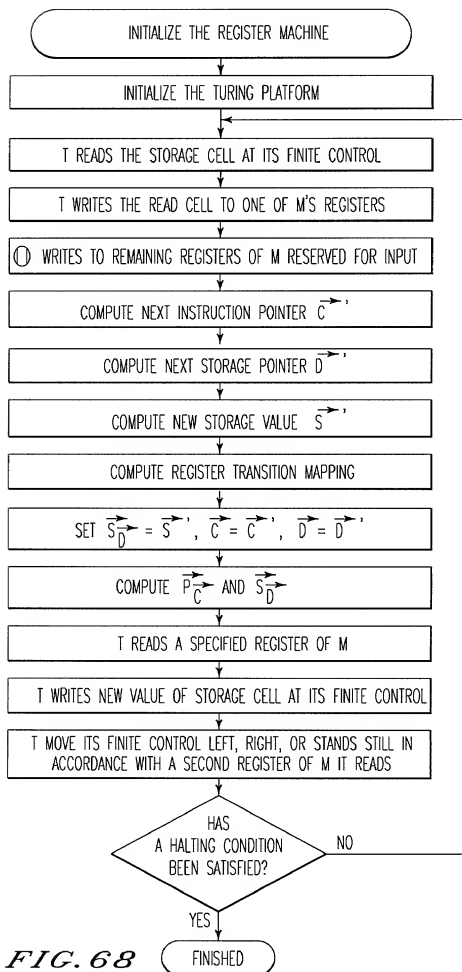 INITIALIZE THE REGISTER MACHINE
INITIALIZE THE TURING PLATFORM
T READS THE STORAGE CELL AT ITS FINITE CONTROL
T WRITES THE READ CELL TO ONE OF M'S REGISTERS
WRITES TO REMAINING REGISTERS OF M RESERVED FOR INPUT
COMPUTE NEXT INSTRUCTION POINTER C⃗'
COMPUTE NEXT STORAGE POINTER D⃗'
COMPUTE NEW STORAGE VALUE S⃗'
COMPUTE REGISTER TRANSITION MAPPING
SET S⃗_D⃗ = S⃗', C⃗ = C⃗', D⃗ = D⃗'
COMPUTE P⃗_C⃗ AND S⃗_D⃗
T READS A SPECIFIED REGISTER OF M
T WRITES NEW VALUE OF STORAGE CELL AT ITS FINITE CONTROL
T MOVE ITS FINITE CONTROL LEFT, RIGHT, OR STANDS STILL IN
ACCORDANCE WITH A SECOND REGISTER OF M IT READS
HAS
A HALTING CONDITION
BEEN SATISFIED?
NO
YES
FINISHED
FIG. 68